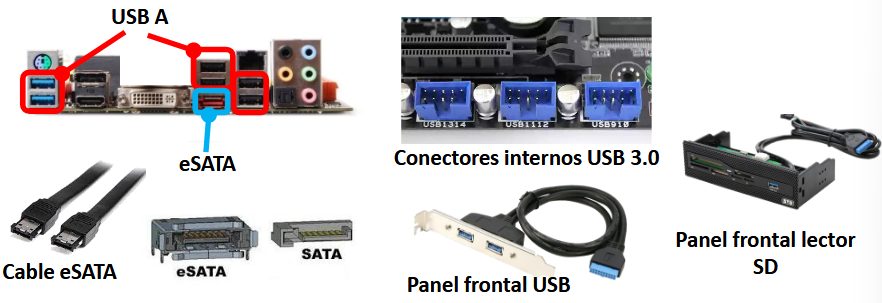 USB A
eSATA
Cable eSATA
eSATA
SATA
USB1314
USB1112
USB910
Conectores internos USB 3.0
Panel frontal USB
Panel frontal lector
SD